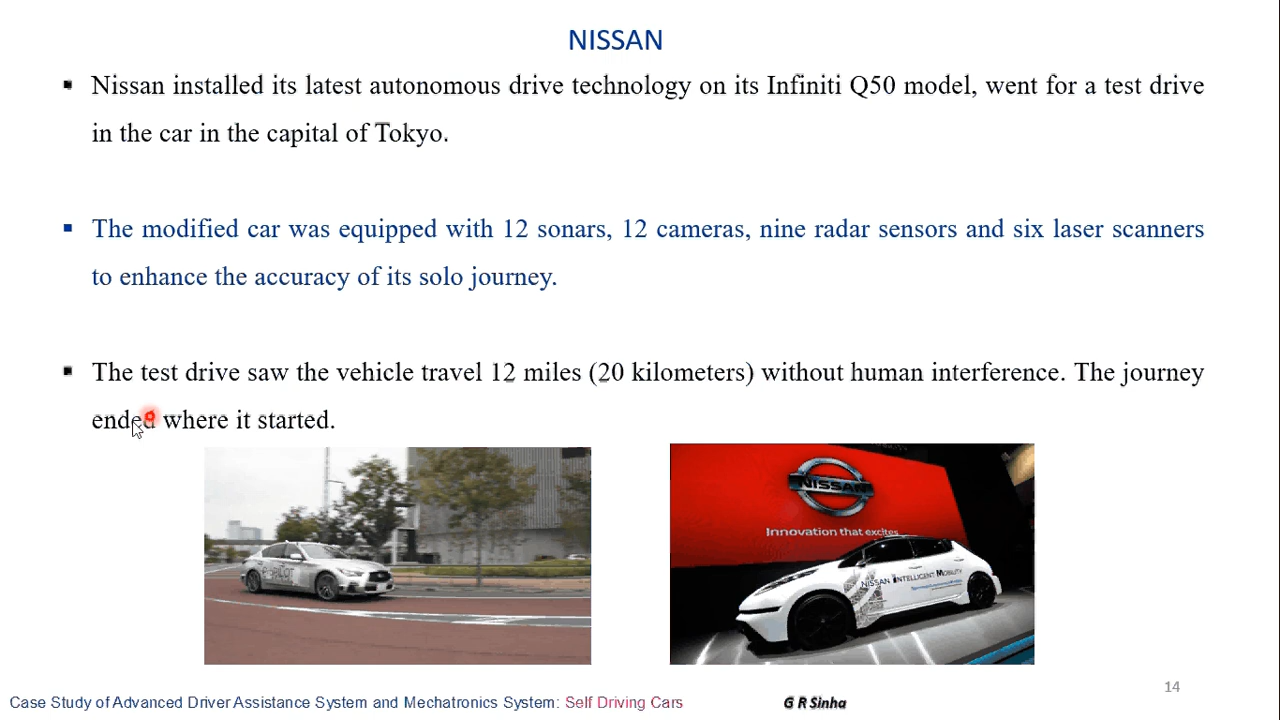 NISSAN
▪ Nissan installed its latest autonomous drive technology on its Infiniti Q50 model, went for a test drive
in the car in the capital of Tokyo.
▪ The modified car was equipped with 12 sonars, 12 cameras, nine radar sensors and six laser scanners
to enhance the accuracy of its solo journey.
▪ The test drive saw the vehicle travel 12 miles (20 kilometers) without human interference. The journey
ended where it started.
NISSAN
Innovation that excites
NISSAN INTELLIGENT MOBILITY
14
Case Study of Advanced Driver Assistance System and Mechatronics System: Self Driving Cars
G R Sinha